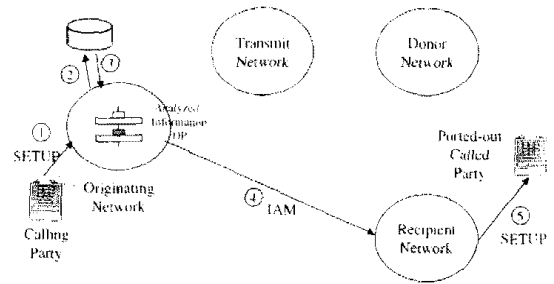 Transmit
Network
Donor
Network
2
3
Analyzed
Information
DP
1
SETUP
Originating
Network
Calling
Party
4
IAM
Ported-out
Called
Party
Recipient
Network
5
SETUP